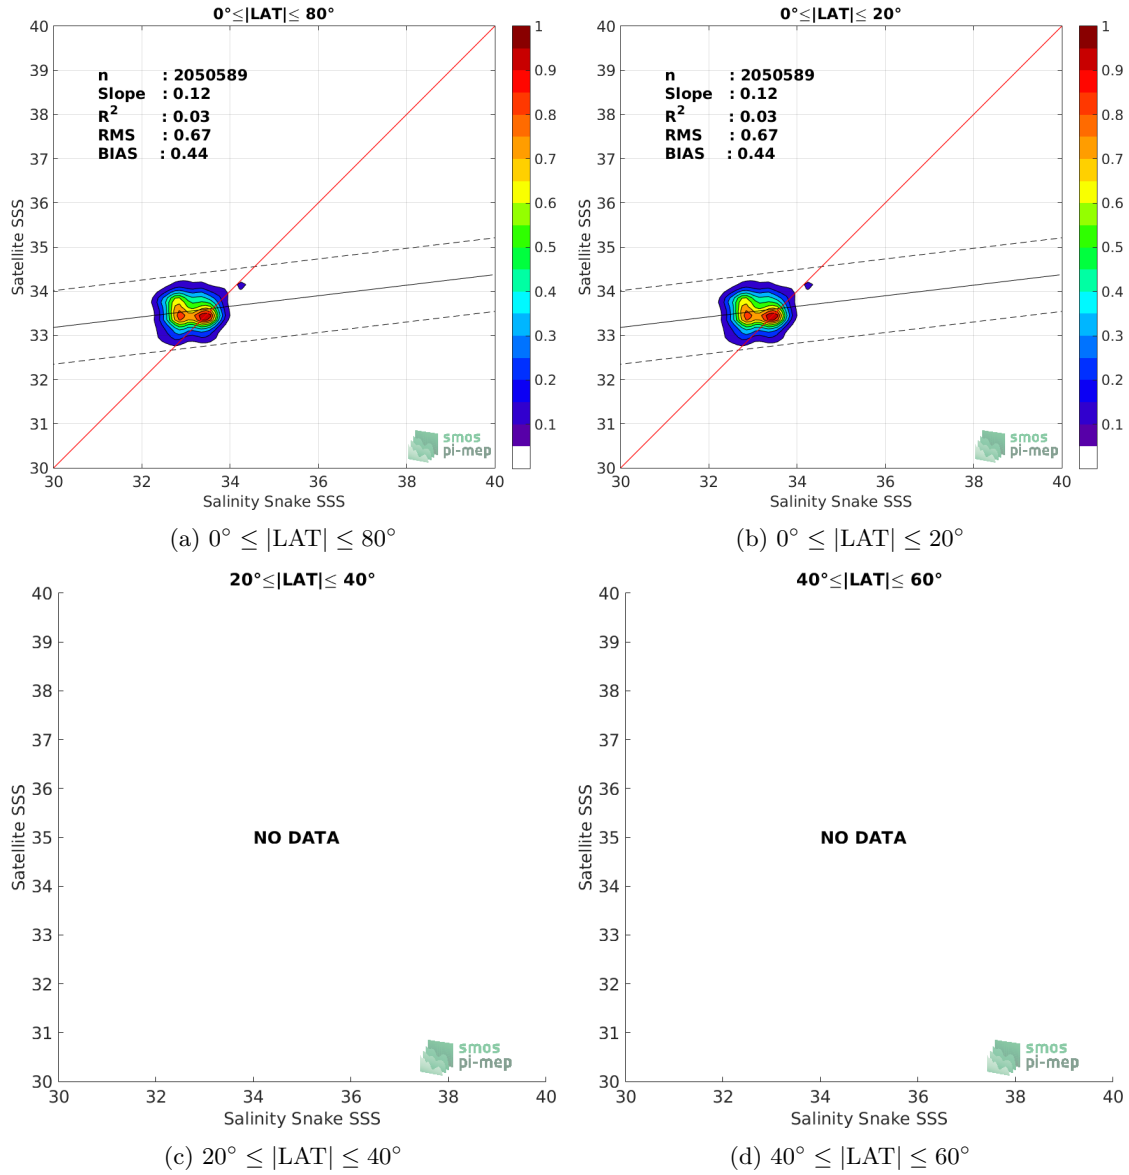 0°≤|LAT|≤ 80°
n : 2050589
Slope : 0.12
R² : 0.03
RMS : 0.67
BIAS : 0.44
40
39
38
37
36
35
34
33
32
31
30
Satellite SSS
30 32 34 36 38 40
Salinity Snake SSS
1
0.9
0.8
0.7
0.6
0.5
0.4
0.3
0.2
0.1
smos
pi-mep
(a) 0° ≤ |LAT| ≤ 80°
0°≤|LAT|≤ 20°
n : 2050589
Slope : 0.12
R² : 0.03
RMS : 0.67
BIAS : 0.44
40
39
38
37
36
35
34
33
32
31
30
Satellite SSS
30 32 34 36 38 40
Salinity Snake SSS
1
0.9
0.8
0.7
0.6
0.5
0.4
0.3
0.2
0.1
smos
pi-mep
(b) 0° ≤ |LAT| ≤ 20°
20°≤|LAT|≤ 40°
40
39
38
37
36
35
34
33
32
31
30
Satellite SSS
NO DATA
30 32 34 36 38 40
Salinity Snake SSS
smos
pi-mep
(c) 20° ≤ |LAT| ≤ 40°
40°≤|LAT|≤ 60°
40
39
38
37
36
35
34
33
32
31
30
Satellite SSS
NO DATA
30 32 34 36 38 40
Salinity Snake SSS
smos
pi-mep
(d) 40° ≤ |LAT| ≤ 60°